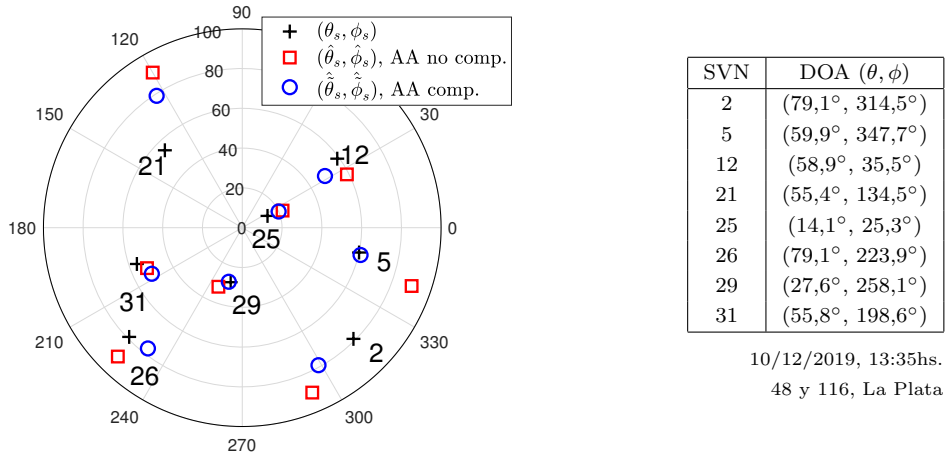 90
100
120
80
60
150
30
40
20
180
0
0
210
330
240
300
270
(θₛ, ϕₛ)
(θ̂ₛ, ϕ̂ₛ), AA no comp.
(θ̃̂ₛ, ϕ̃̂ₛ), AA comp.
21
12
25
5
31
29
26
2
SVN DOA (θ, ϕ)
2 (79,1°, 314,5°)
5 (59,9°, 347,7°)
12 (58,9°, 35,5°)
21 (55,4°, 134,5°)
25 (14,1°, 25,3°)
26 (79,1°, 223,9°)
29 (27,6°, 258,1°)
31 (55,8°, 198,6°)
10/12/2019, 13:35hs.
48 y 116, La Plata